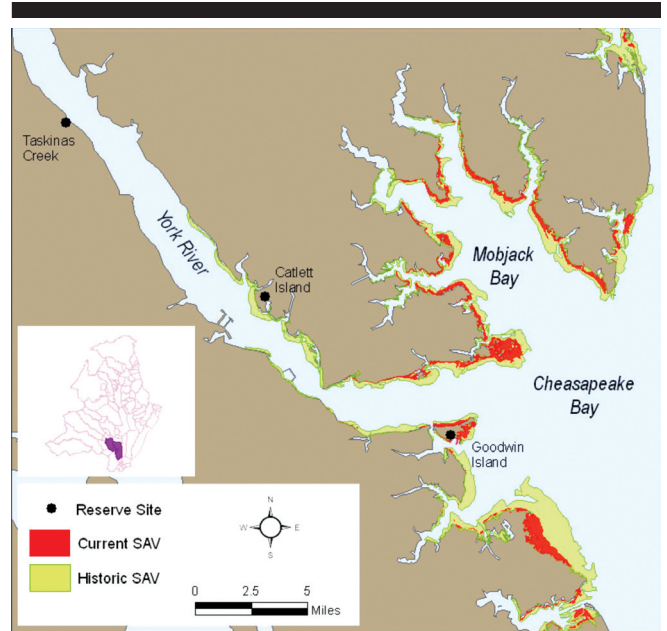 Taskinas
Creek
York River
Catlett
Island
Mobjack
Bay
Cheasapeake
Bay
Goodwin
Island
Reserve Site
Current SAV
Historic SAV
N
W E
S
0 2.5 5
Miles